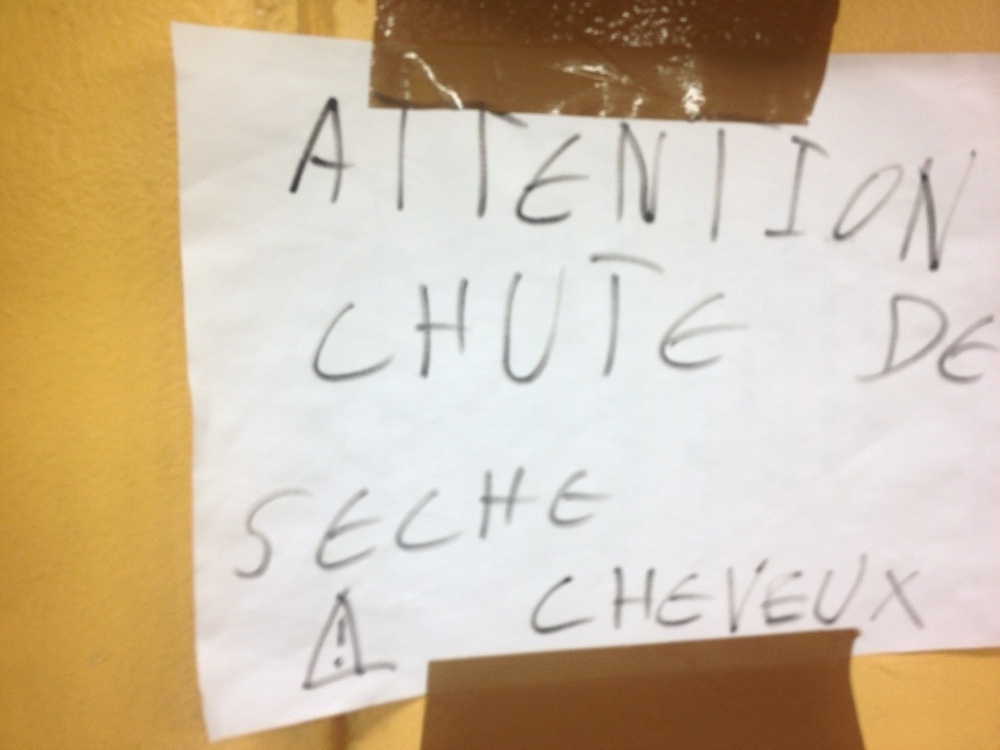 ATTENTION
CHUTE DE
SECHE
CHEVEUX